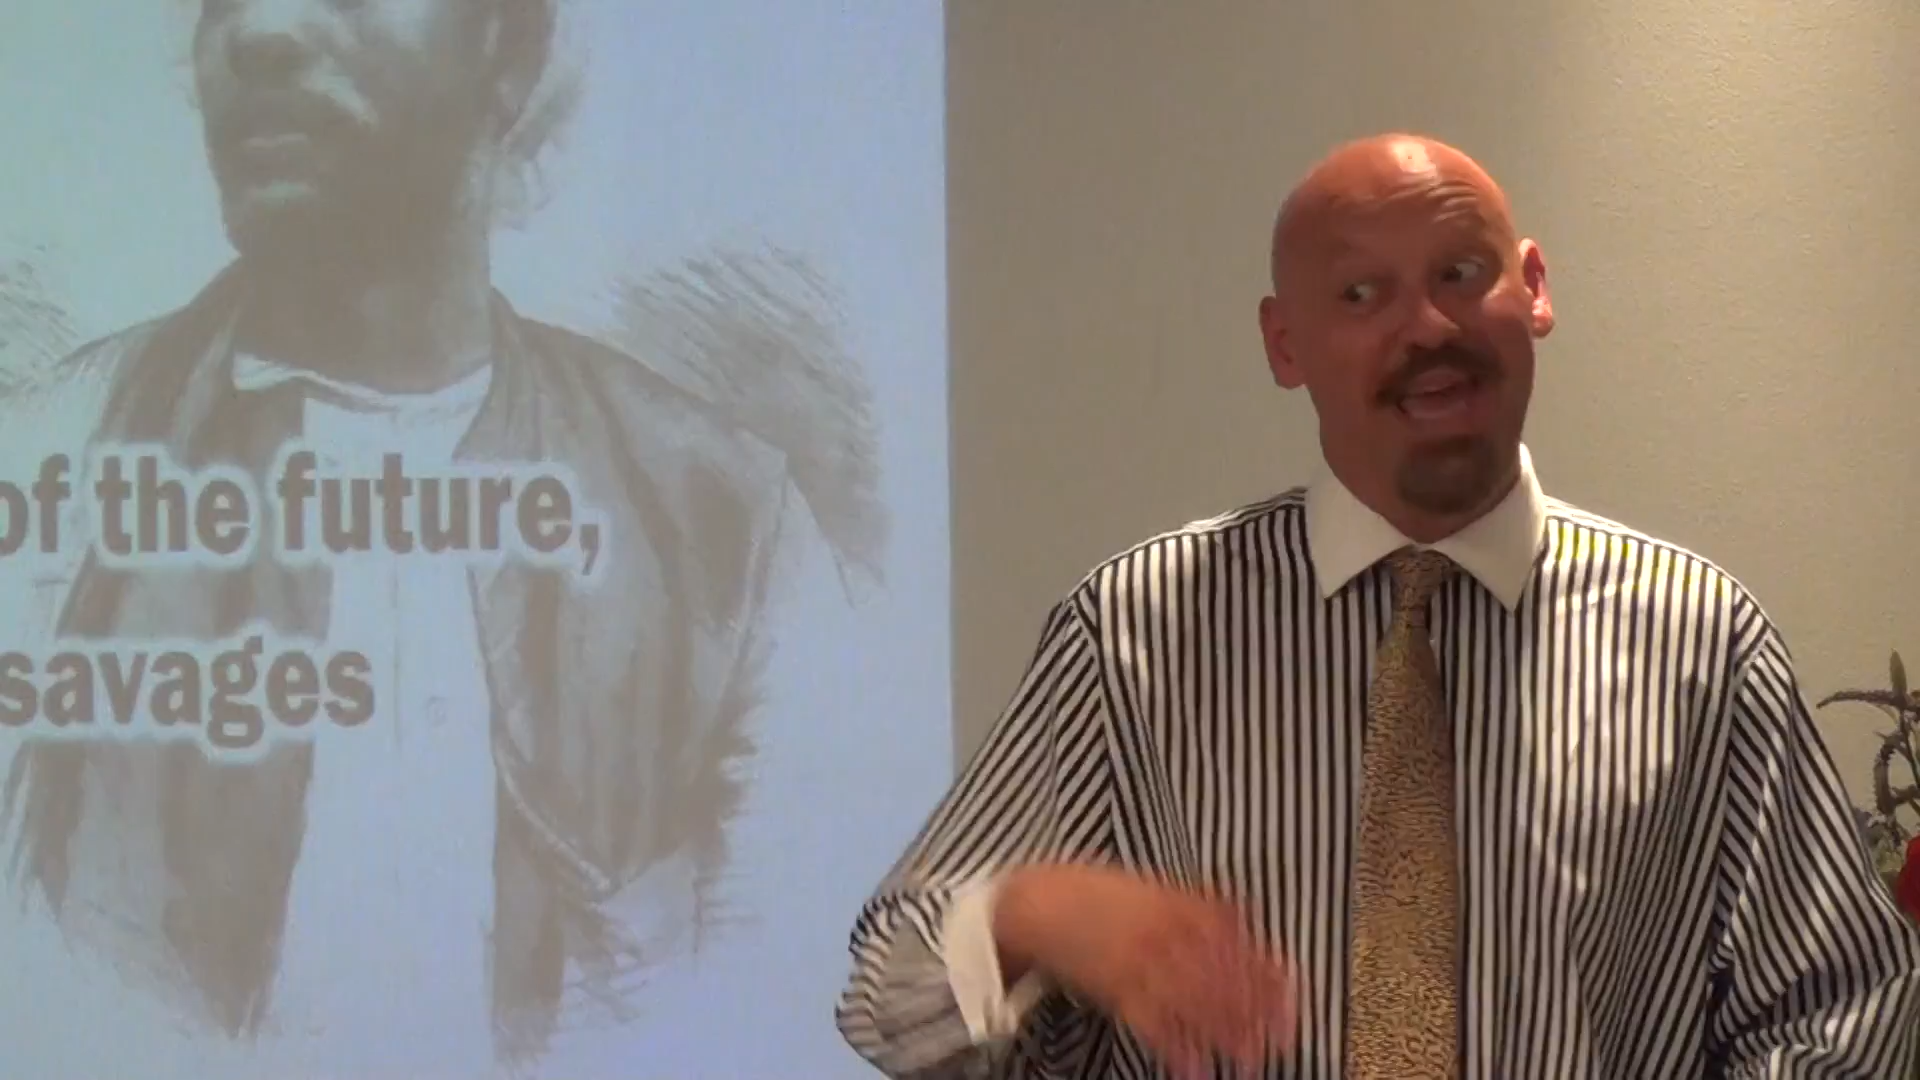 of the future,
savages